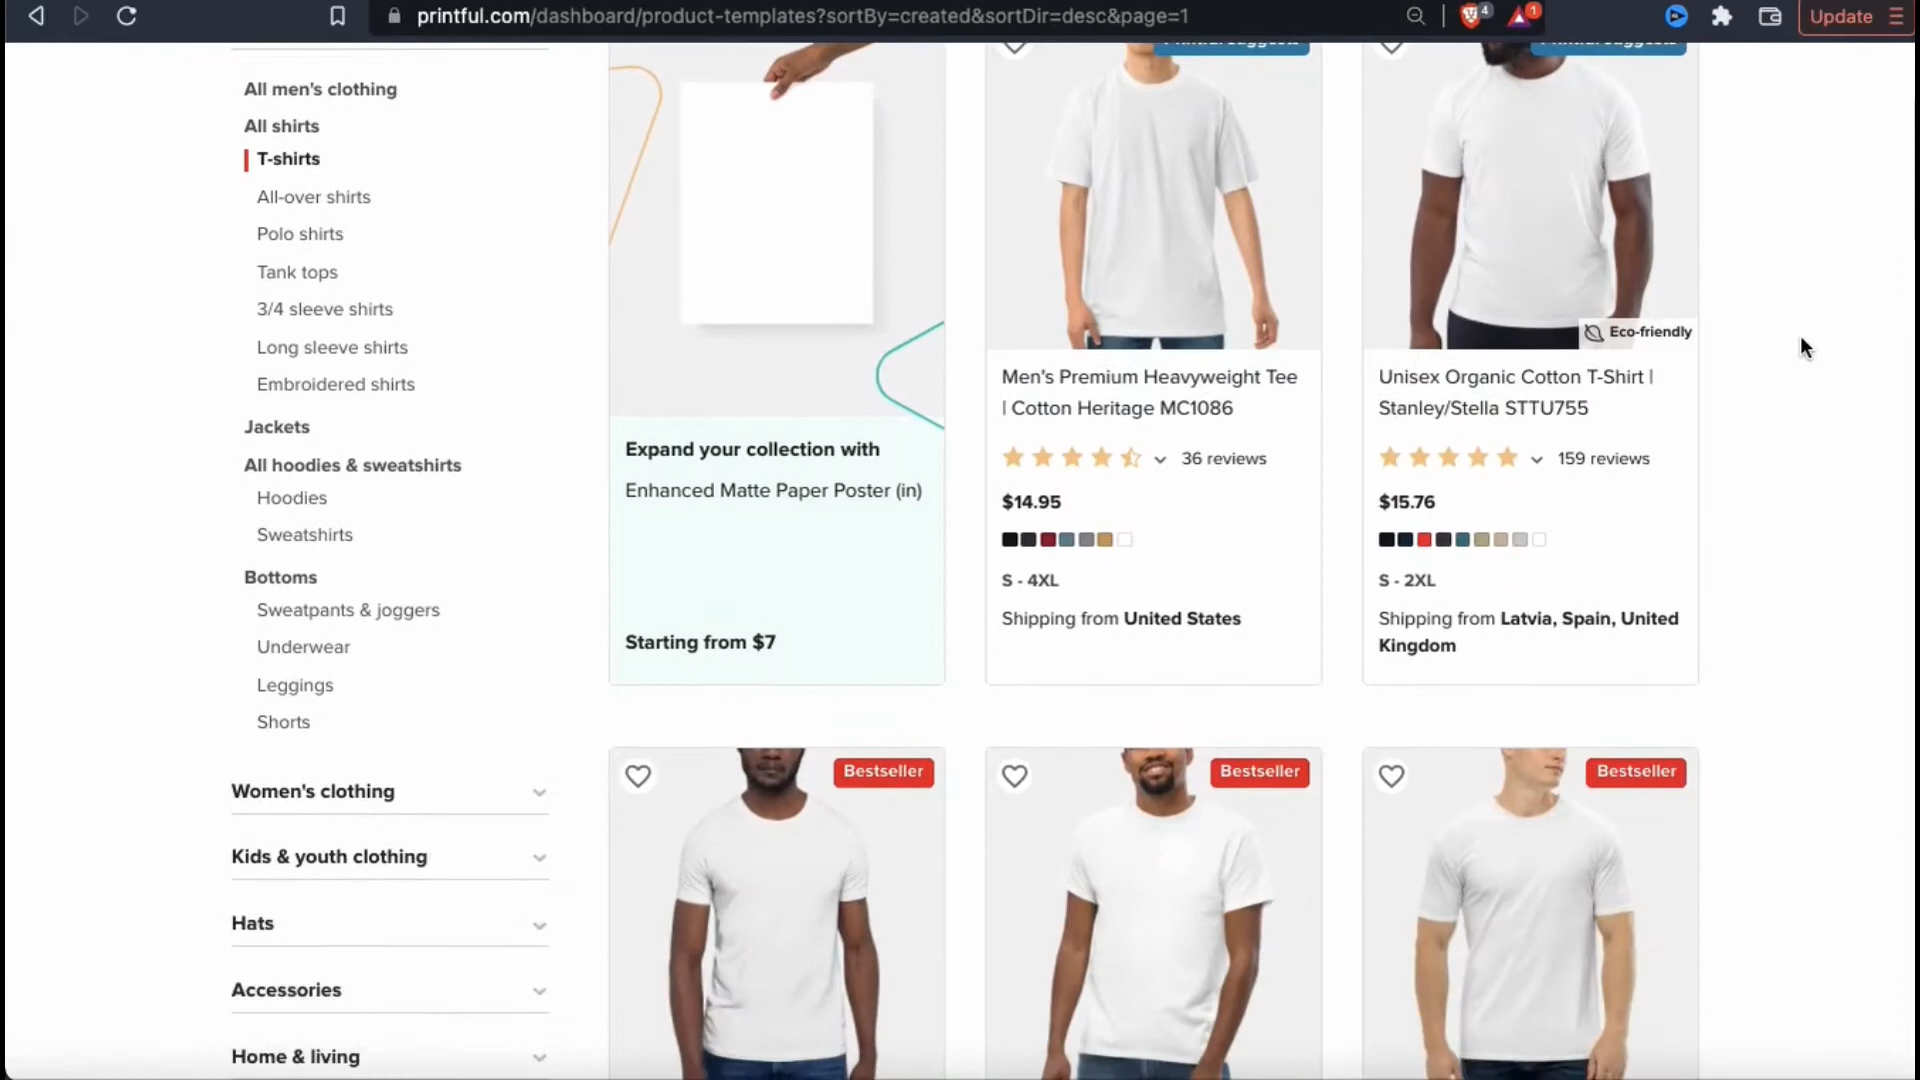 printful.com/dashboard/product-templates?sortBy=created&sortDir=desc&page=1
4
1
Update
All men's clothing
All shirts
T-shirts
All-over shirts
Polo shirts
Tank tops
3/4 sleeve shirts
Long sleeve shirts
Embroidered shirts
Jackets
All hoodies & sweatshirts
Hoodies
Sweatshirts
Bottoms
Sweatpants & joggers
Underwear
Leggings
Shorts
Women's clothing
Kids & youth clothing
Hats
Accessories
Home & living
Expand your collection with
Enhanced Matte Paper Poster (in)
Starting from $7
Men's Premium Heavyweight Tee
| Cotton Heritage MC1086
36 reviews
$14.95
S - 4XL
Shipping from United States
Eco-friendly
Unisex Organic Cotton T-Shirt |
Stanley/Stella STTU755
159 reviews
$15.76
S - 2XL
Shipping from Latvia, Spain, United
Kingdom
Bestseller
Bestseller
Bestseller